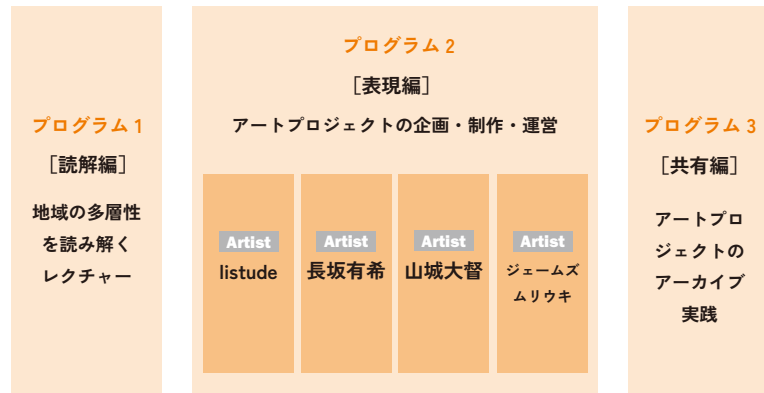 プログラム 1
［読解編］
地域の多層性
を読み解く
レクチャー
プログラム 2
［表現編］
アートプロジェクトの企画・制作・運営
Artist
listude
Artist
長坂有希
Artist
山城大督
Artist
ジェームズ
ムリウキ
プログラム 3
［共有編］
アートプロ
ジェクトの
アーカイブ
実践